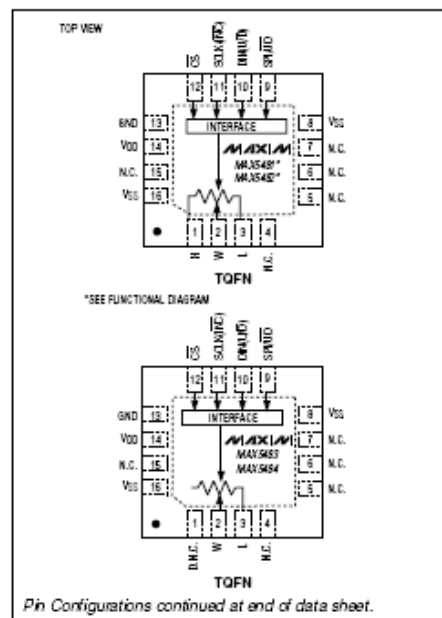 TOP VIEW
CS SCLK(INC) DIN(U/D) SPI/UD
12 11 10 9
GND 13 INTERFACE 8 VSS
VDD 14 MAXIM 7 N.C.
N.C. 15 MAX5481* 6 N.C.
MAX5482*
VSS 16 5 N.C.
1 2 3 4
H W L N.C.
TQFN
*SEE FUNCTIONAL DIAGRAM
CS SCLK(INC) DIN(U/D) SPI/UD
12 11 10 9
GND 13 INTERFACE 8 VSS
VDD 14 MAXIM 7 N.C.
N.C. 15 MAX5483 6 N.C.
MAX5484
VSS 16 5 N.C.
1 2 3 4
D.N.C. W L N.C.
TQFN
Pin Configurations continued at end of data sheet.